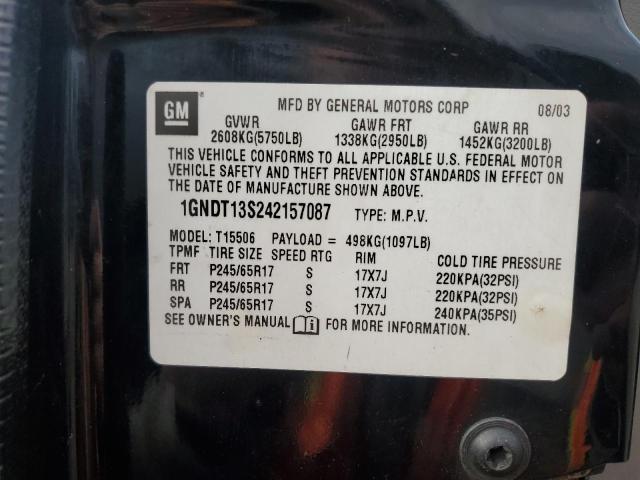 GM ® MFD BY GENERAL MOTORS CORP 08/03
GVWR GAWR FRT GAWR RR
2608KG(5750LB) 1338KG(2950LB) 1452KG(3200LB)
THIS VEHICLE CONFORMS TO ALL APPLICABLE U.S. FEDERAL MOTOR
VEHICLE SAFETY AND THEFT PREVENTION STANDARDS IN EFFECT ON
THE DATE OF MANUFACTURE SHOWN ABOVE.
1GNDT13S242157087 TYPE: M.P.V.
MODEL: T15506 PAYLOAD = 498KG(1097LB)
TPMF TIRE SIZE SPEED RTG RIM COLD TIRE PRESSURE
FRT P245/65R17 S 17X7J 220KPA(32PSI)
RR P245/65R17 S 17X7J 220KPA(32PSI)
SPA P245/65R17 S 17X7J 240KPA(35PSI)
SEE OWNER'S MANUAL i FOR MORE INFORMATION.